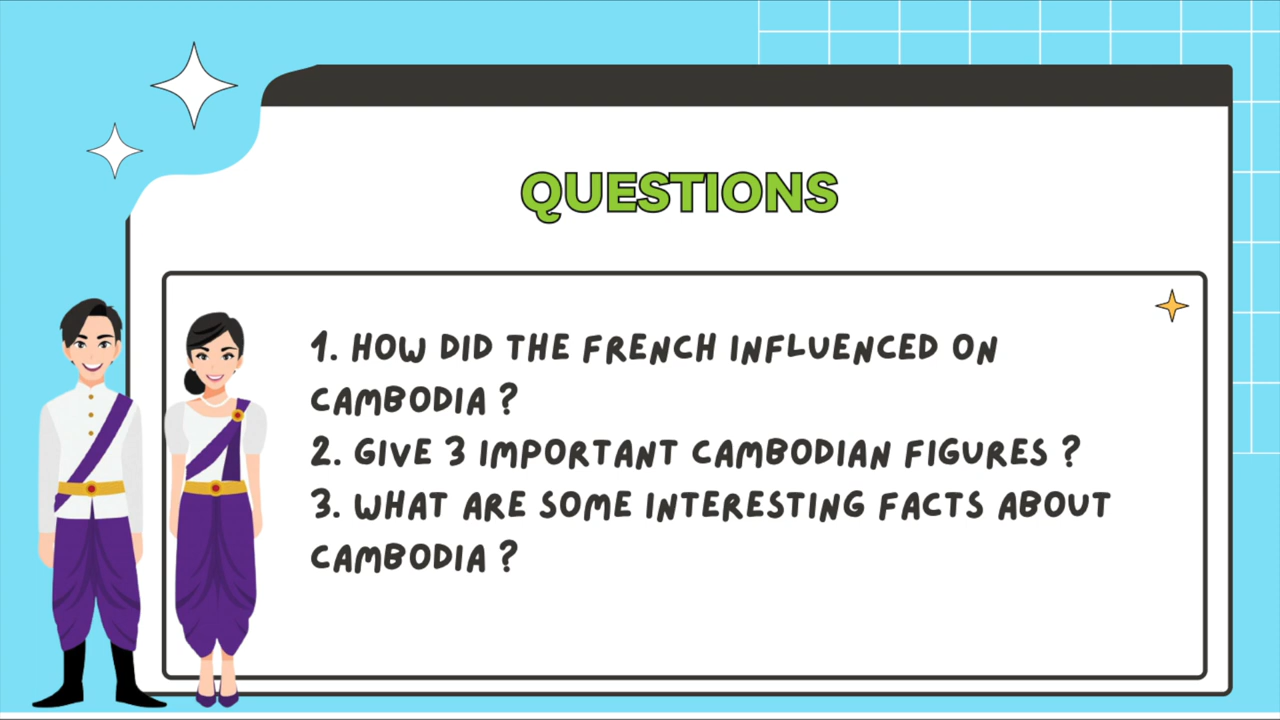 QUESTIONS
1. HOW DID THE FRENCH INFLUENCED ON
CAMBODIA ?
2. GIVE 3 IMPORTANT CAMBODIAN FIGURES ?
3. WHAT ARE SOME INTERESTING FACTS ABOUT
CAMBODIA ?